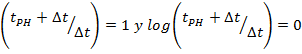 (t_PH + Δt / Δt) = 1 y log(t_PH + Δt / Δt) = 0